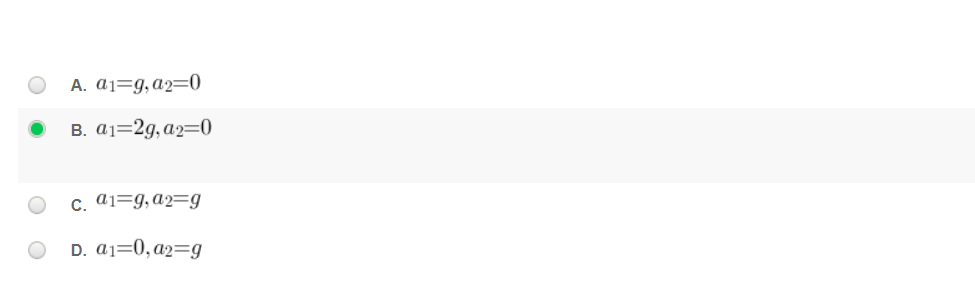 A. a₁=g, a₂=0
B. a₁=2g, a₂=0
C. a₁=g, a₂=g
D. a₁=0, a₂=g